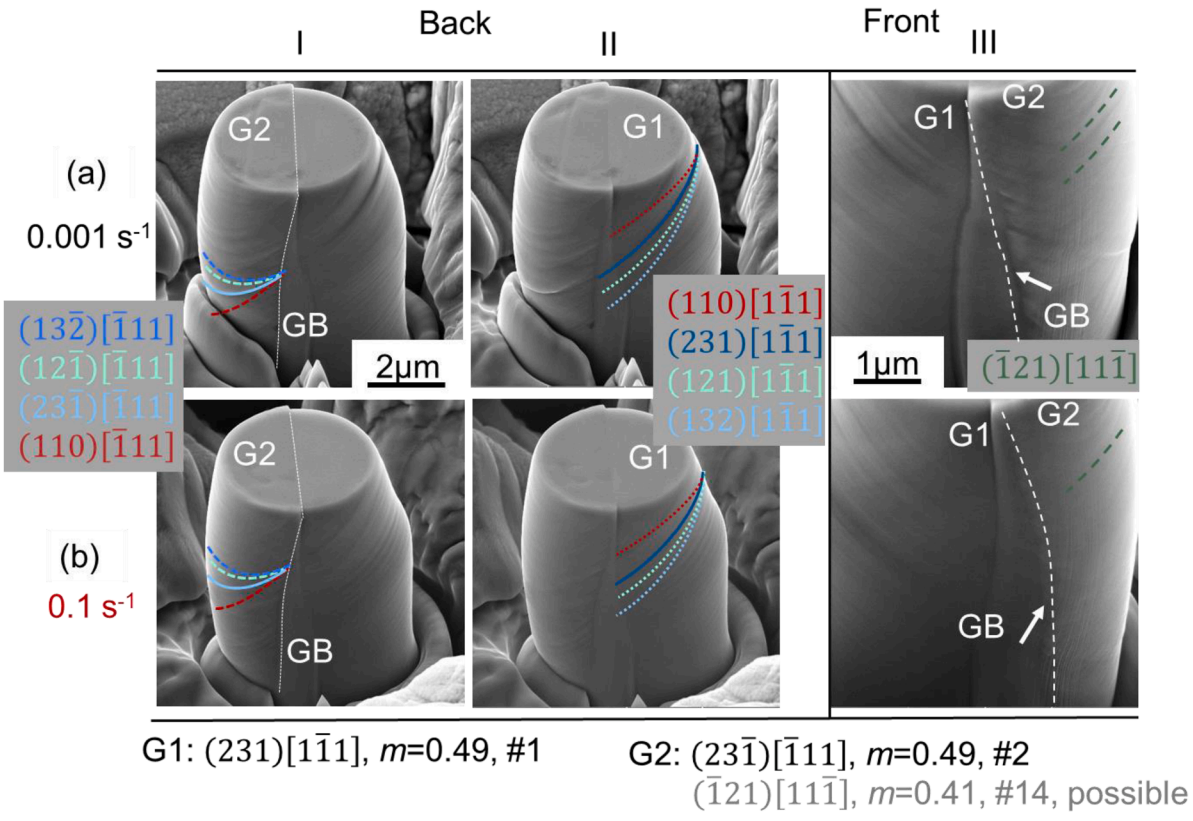 Back
Front
I
II
III
(a)
0.001 s⁻¹
G2
GB
2µm
G1
G1
G2
GB
1µm
(132̄)[1̄11]
(121̄)[1̄11]
(231̄)[1̄11]
(110)[1̄11]
(110)[11̄1]
(231)[11̄1]
(121)[11̄1]
(132)[11̄1]
(1̄21)[111̄]
(b)
0.1 s⁻¹
G2
GB
G1
G1
G2
GB
G1: (231)[11̄1], m=0.49, #1
G2: (231̄)[1̄11], m=0.49, #2
(1̄21)[111̄], m=0.41, #14, possible